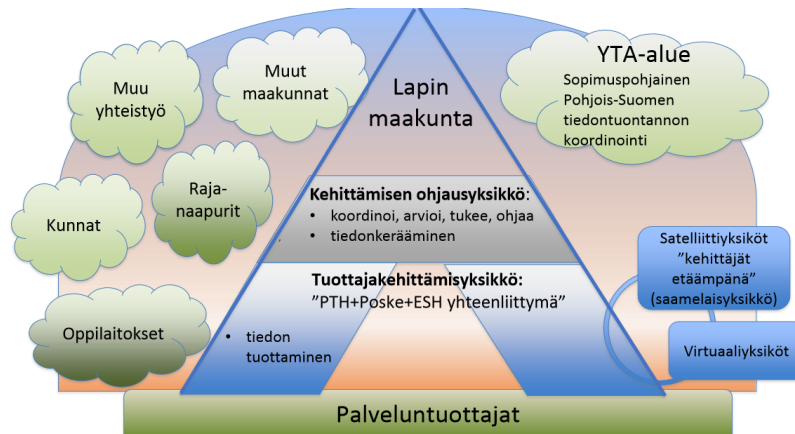 Muu
yhteistyö
Muut
maakunnat
YTA-alue
Sopimuspohjainen
Pohjois-Suomen
tiedontuotannon
koordinointi
Lapin
maakunta
Raja-
naapurit
Kunnat
Oppilaitokset
Kehittämisen ohjausyksikkö:
• koordinoi, arvioi, tukee, ohjaa
• tiedonkerääminen
Tuottajakehittämisyksikkö:
”PTH+Poske+ESH yhteenliittymä”
• tiedon
tuottaminen
Satelliittiyksiköt
”kehittäjät
etäämpänä”
(saamelaisyksikkö)
Virtuaaliyksiköt
Palveluntuottajat